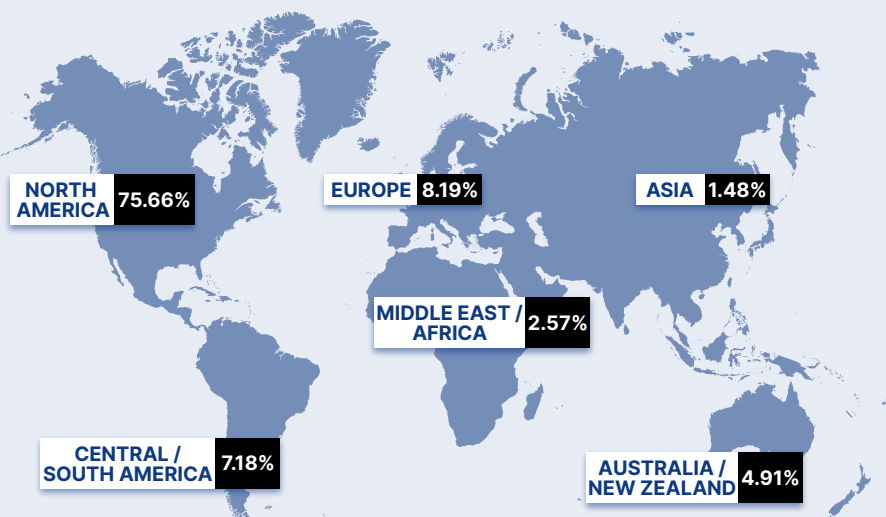 NORTH
AMERICA
75.66%
EUROPE 8.19%
ASIA 1.48%
MIDDLE EAST /
AFRICA
2.57%
CENTRAL /
SOUTH AMERICA
7.18%
AUSTRALIA /
NEW ZEALAND
4.91%